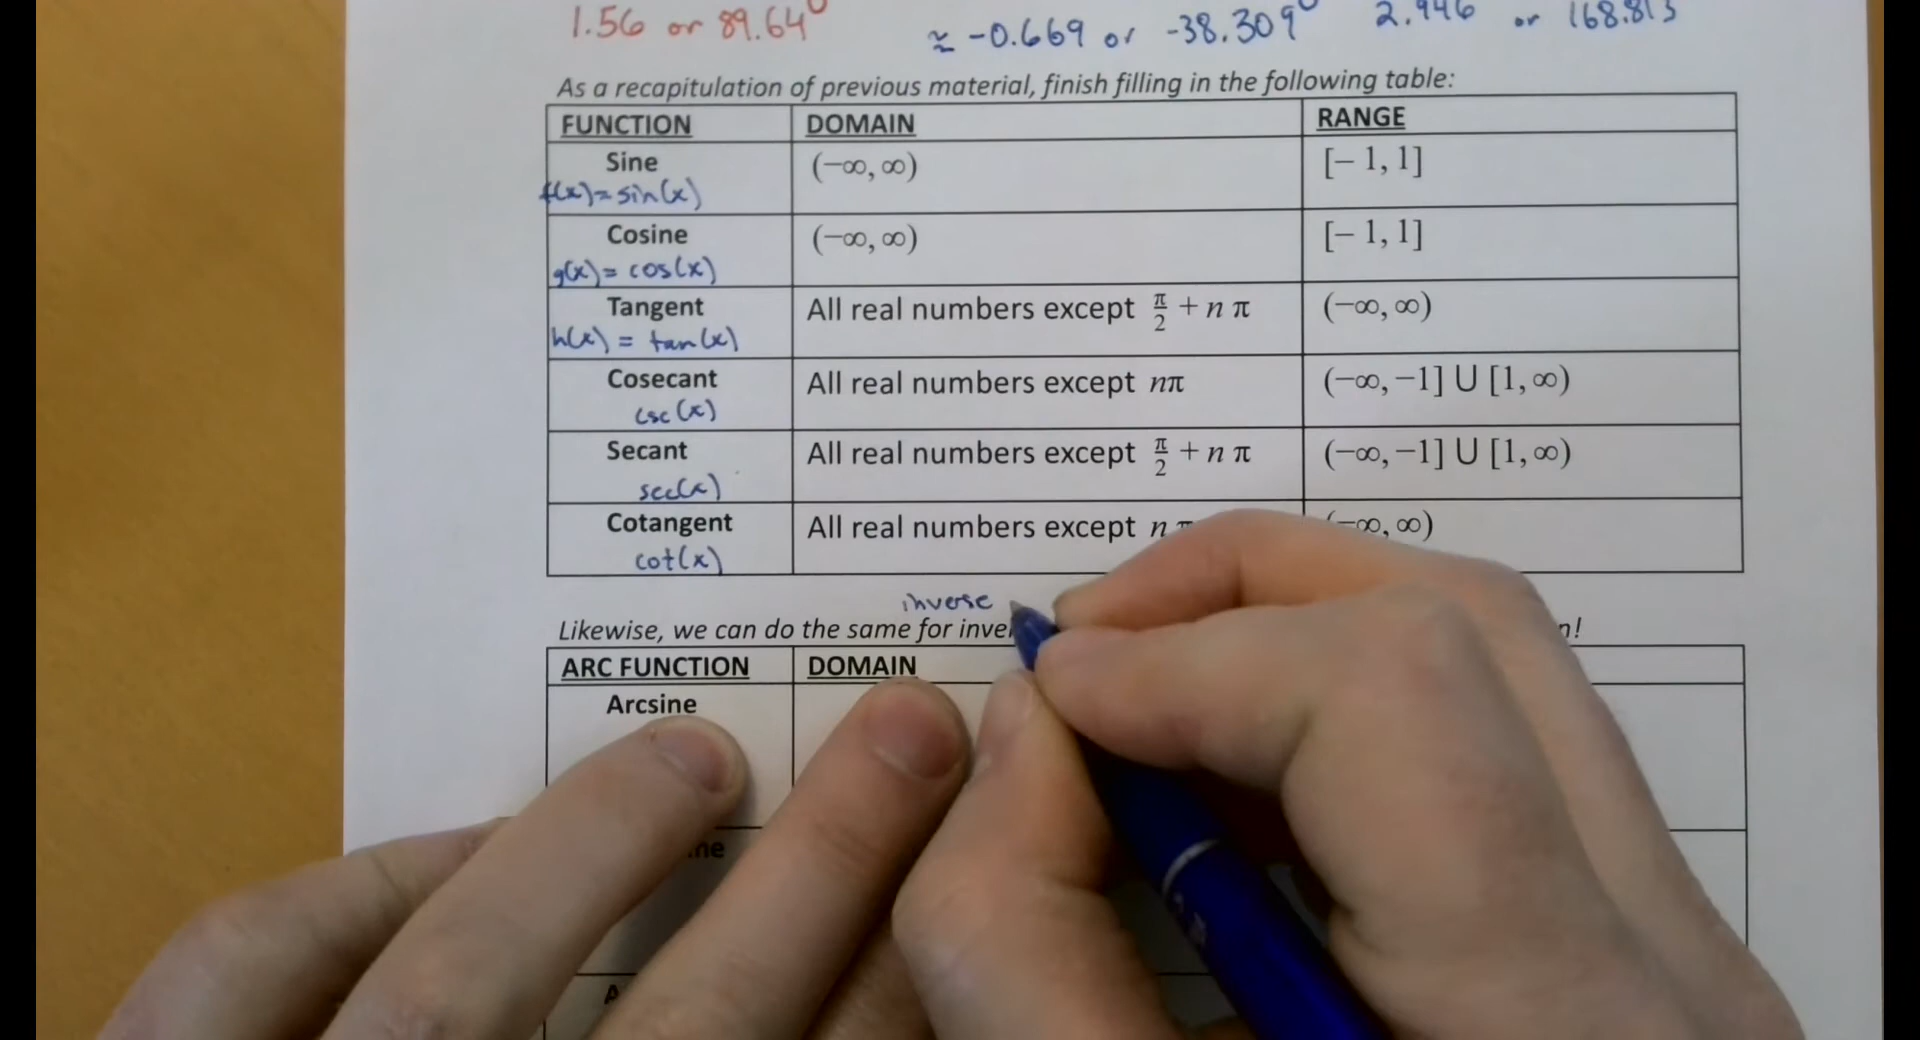 1.56 or 89.64°
≈ -0.669 or -38.309° 2.946 or 168.813
As a recapitulation of previous material, finish filling in the following table:
FUNCTION DOMAIN RANGE
Sine (−∞, ∞) [− 1, 1]
f(x)=sin(x)
Cosine (−∞, ∞) [− 1, 1]
g(x)= cos(x)
Tangent All real numbers except π/2 + n π (−∞, ∞)
h(x) = tan(x)
Cosecant All real numbers except nπ (−∞, −1] ∪ [1, ∞)
csc(x)
Secant All real numbers except π/2 + n π (−∞, −1] ∪ [1, ∞)
sec(x)
Cotangent All real numbers except n (−∞, ∞)
cot(x)
inverse
Likewise, we can do the same for
ARC FUNCTION DOMAIN
Arcsine